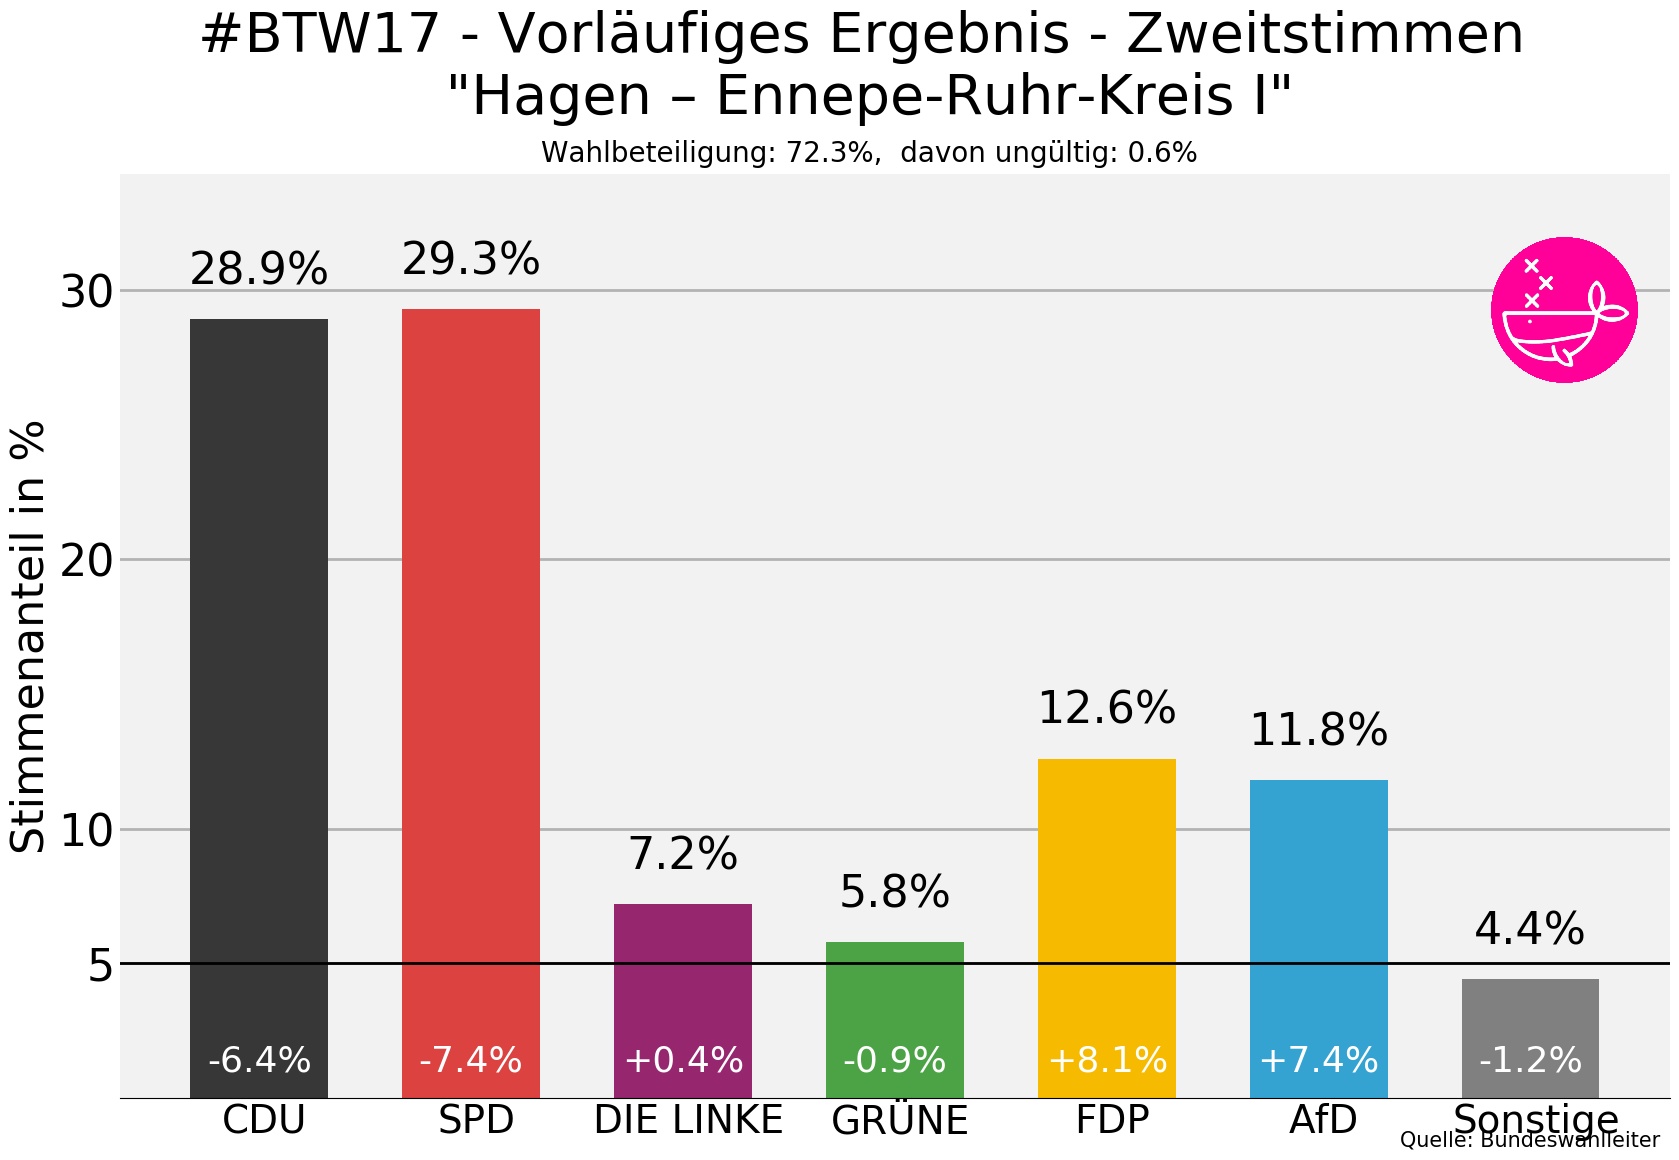 #BTW17 - Vorläufiges Ergebnis - Zweitstimmen
"Hagen – Ennepe-Ruhr-Kreis I"
Wahlbeteiligung: 72.3%, davon ungültig: 0.6%
Stimmenanteil in %
30
20
10
5
28.9%
29.3%
7.2%
5.8%
12.6%
11.8%
4.4%
-6.4%
-7.4%
+0.4%
-0.9%
+8.1%
+7.4%
-1.2%
CDU
SPD
DIE LINKE
GRÜNE
FDP
AfD
Sonstige
Quelle: Bundeswahlleiter